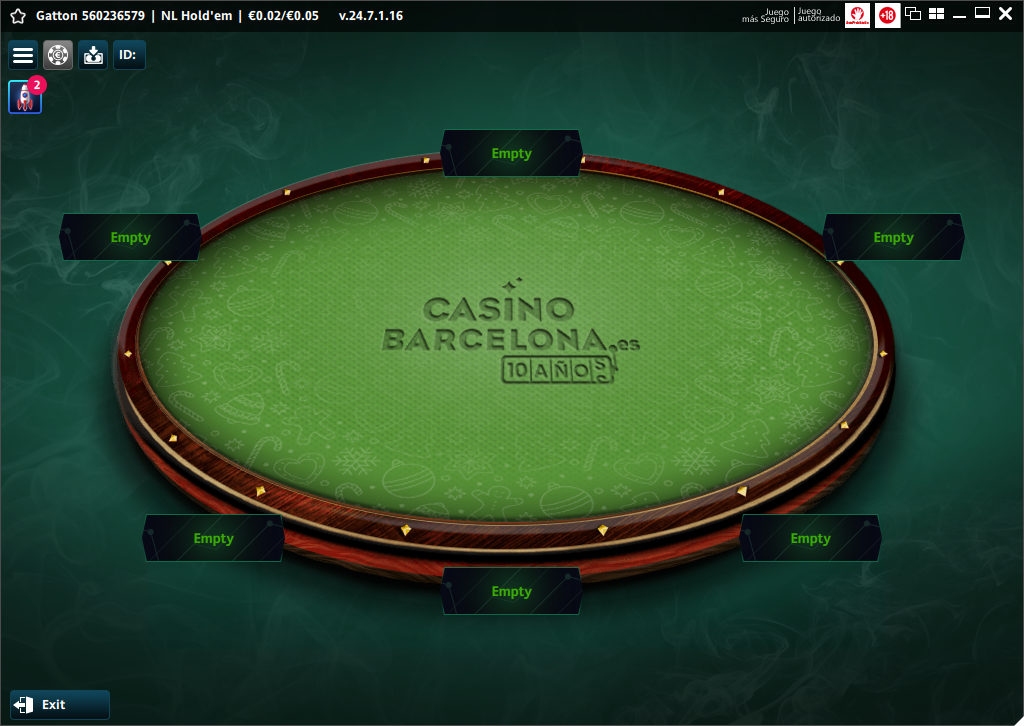 Gatton 560236579 | NL Hold'em | €0.02/€0.05 v.24.7.1.16
Juego
más Seguro
Juego
autorizado
+18
ID:
2
Empty
Empty
Empty
CASINO
BARCELONA.es
10 AÑOS
Empty
Empty
Empty
Exit